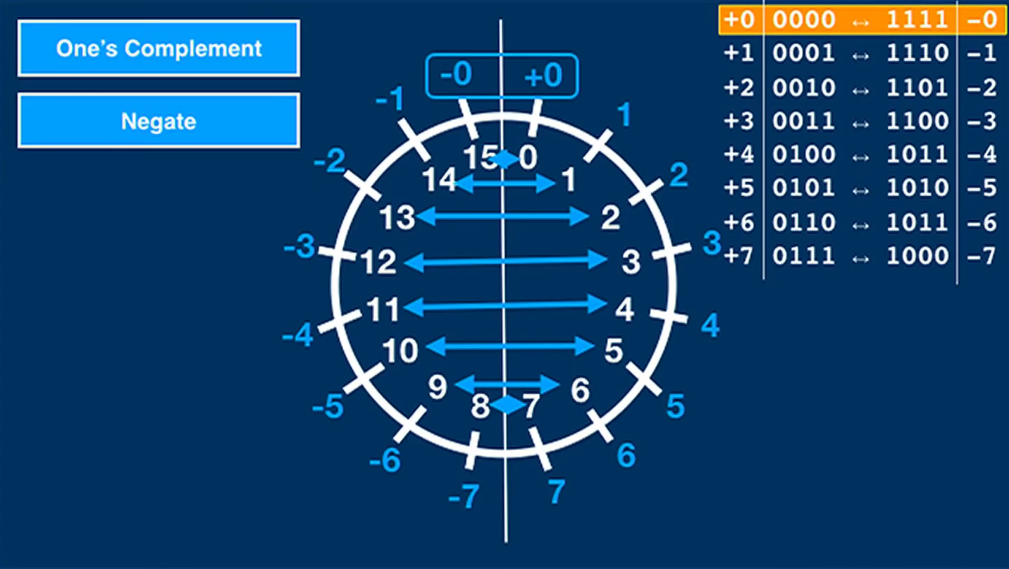 One's Complement
Negate
+0 0000 ↔ 1111 −0
+1 0001 ↔ 1110 −1
+2 0010 ↔ 1101 −2
+3 0011 ↔ 1100 −3
+4 0100 ↔ 1011 −4
+5 0101 ↔ 1010 −5
+6 0110 ↔ 1011 −6
+7 0111 ↔ 1000 −7
-0 +0
-1 1
15 0
-2 14 1 2
13 2
-3 12 3 3
-4 11 4 4
10 5
-5 9 6 5
8 7
-6 6
-7 7